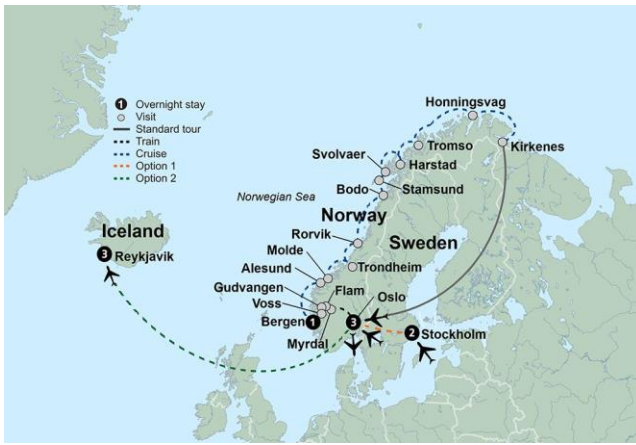 Honningsvag
1 Overnight stay
Visit
Standard tour
Train
Cruise
Option 1
Option 2
Tromso
Kirkenes
Svolvaer
Harstad
Bodo
Stamsund
Norwegian Sea
Norway
Iceland
Rorvik
Sweden
3 Reykjavik
Molde
Alesund
Trondheim
Gudvangen
Flam
Oslo
Voss
Bergen 1
3
2 Stockholm
Myrdal